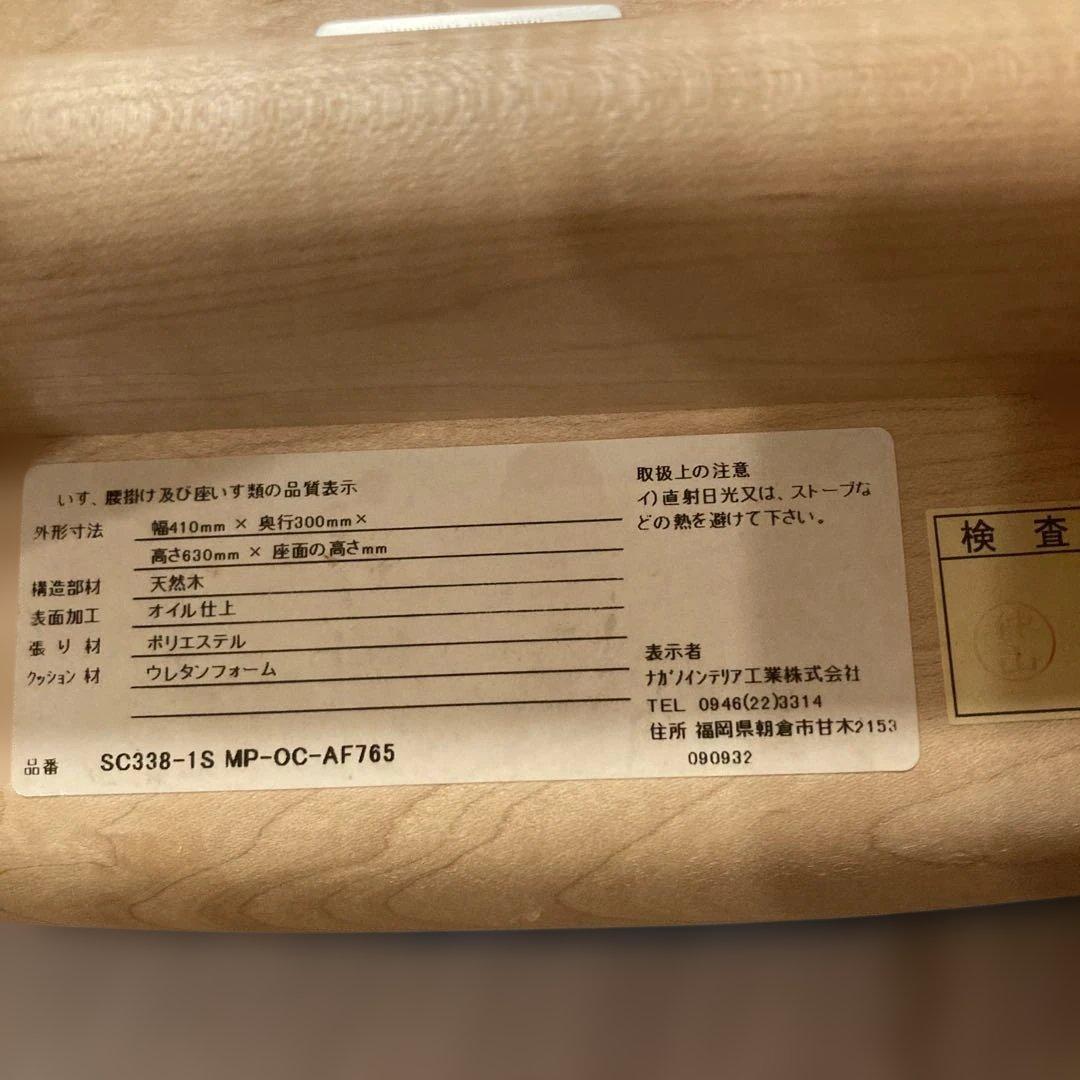 いす、腰掛け及び座いす類の品質表示
外形寸法 幅410mm × 奥行300mm×
高さ630mm × 座面の高さmm
構造部材 天然木
表面加工 オイル仕上
張り材 ポリエステル
クッション材 ウレタンフォーム
品番 SC338-1S MP-OC-AF765
取扱上の注意
イ)直射日光又は、ストーブな
どの熱を避けて下さい。
表示者
ナガノインテリア工業株式会社
TEL 0946(22)3314
住所 福岡県朝倉市甘木2153
090932
検査